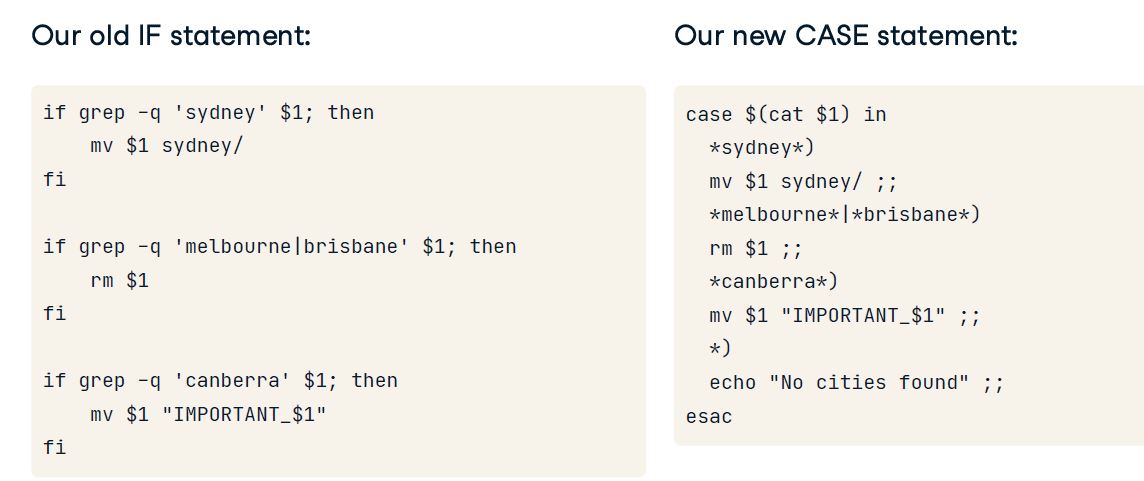 Our old IF statement:
if grep -q 'sydney' $1; then
    mv $1 sydney/
fi

if grep -q 'melbourne|brisbane' $1; then
    rm $1
fi

if grep -q 'canberra' $1; then
    mv $1 "IMPORTANT_$1"
fi

Our new CASE statement:
case $(cat $1) in
  *sydney*)
  mv $1 sydney/ ;;
  *melbourne*|*brisbane*)
  rm $1 ;;
  *canberra*)
  mv $1 "IMPORTANT_$1" ;;
  *)
  echo "No cities found" ;;
esac